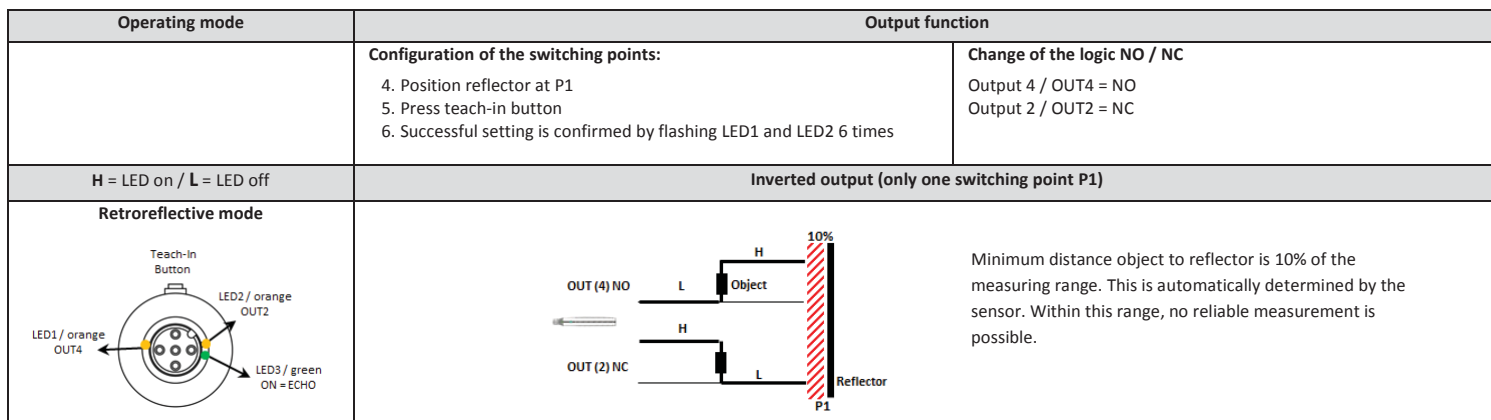 Operating mode
Output function
Configuration of the switching points:
4. Position reflector at P1
5. Press teach-in button
6. Successful setting is confirmed by flashing LED1 and LED2 6 times
Change of the logic NO / NC
Output 4 / OUT4 = NO
Output 2 / OUT2 = NC
H = LED on / L = LED off
Inverted output (only one switching point P1)
Retroreflective mode
Teach-In
Button
LED2 / orange
OUT2
LED1 / orange
OUT4
LED3 / green
ON = ECHO
10%
H
OUT (4) NO
L
Object
H
OUT (2) NC
L
Reflector
P1
Minimum distance object to reflector is 10% of the
measuring range. This is automatically determined by the
sensor. Within this range, no reliable measurement is
possible.